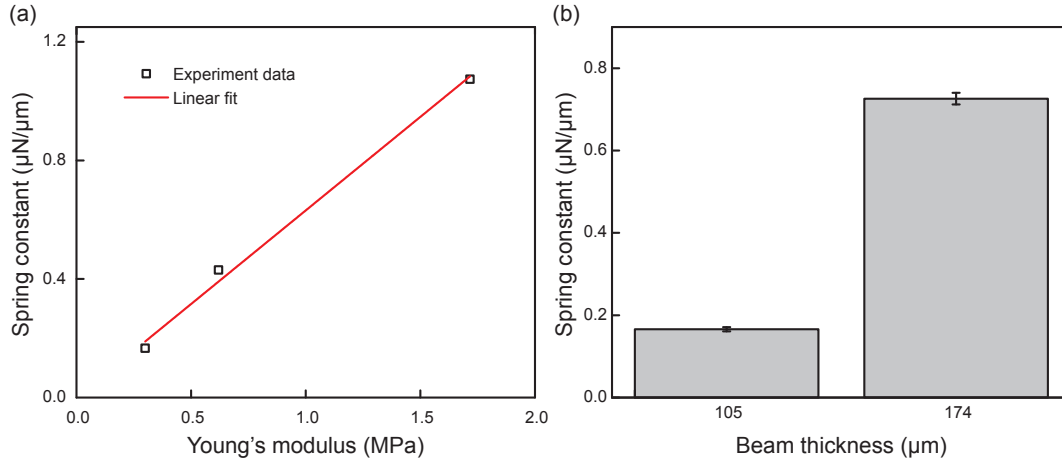 (a)
1.2
0.8
0.4
0.0
Spring constant (μN/μm)
Experiment data
Linear fit
0.0 0.5 1.0 1.5 2.0
Young's modulus (MPa)
(b)
0.8
0.6
0.4
0.2
0.0
Spring constant (μN/μm)
105 174
Beam thickness (μm)